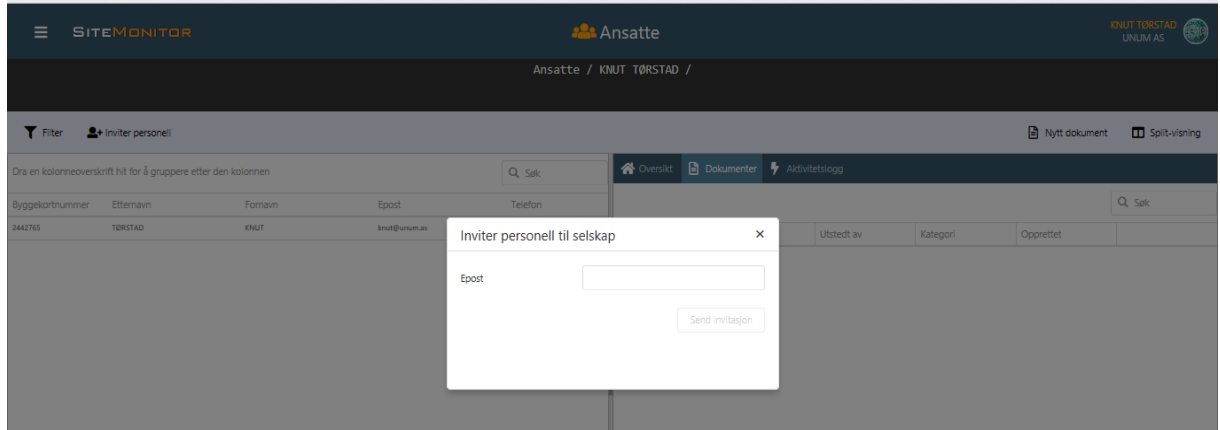 SITEMONITOR
Ansatte
KNUT TØRSTAD
UNUM AS
Ansatte / KNUT TØRSTAD /
Filter
Inviter personell
Nytt dokument
Split-visning
Dra en kolonneoverskrift hit for å gruppere etter den kolonnen
Søk
Oversikt
Dokumenter
Aktivitetslogg
Søk
Byggekortnummer
Etternavn
Fornavn
Epost
Telefon
Utstedt av
Kategori
Opprettet
2442765
TØRSTAD
KNUT
knut@unum.as
Inviter personell til selskap
Epost
Send invitasjon